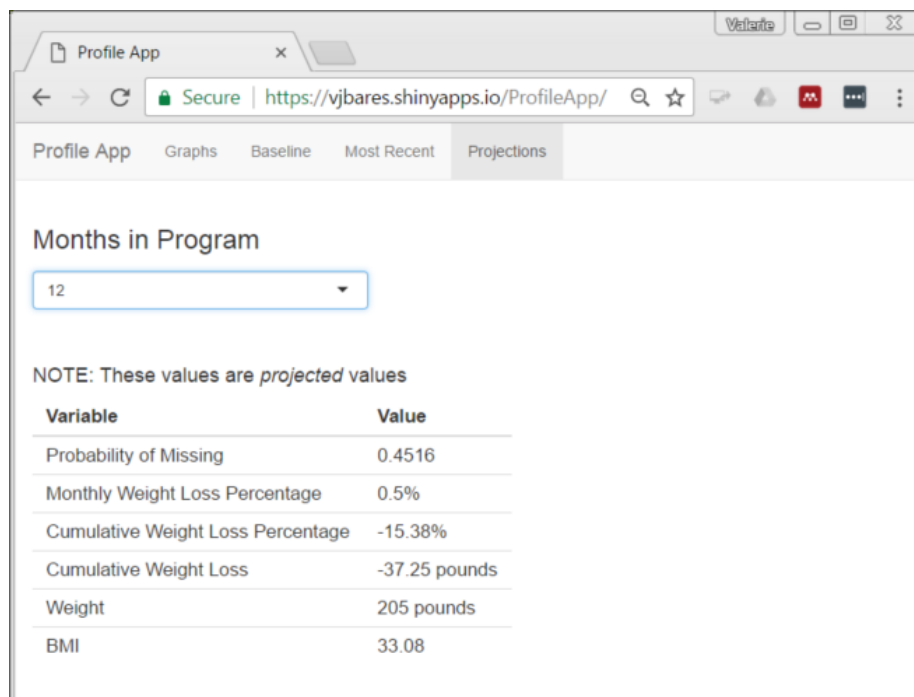 Valerie
Profile App
Secure | https://vjbares.shinyapps.io/ProfileApp/
Profile App Graphs Baseline Most Recent Projections
Months in Program
12
NOTE: These values are projected values
Variable Value
Probability of Missing 0.4516
Monthly Weight Loss Percentage 0.5%
Cumulative Weight Loss Percentage -15.38%
Cumulative Weight Loss -37.25 pounds
Weight 205 pounds
BMI 33.08